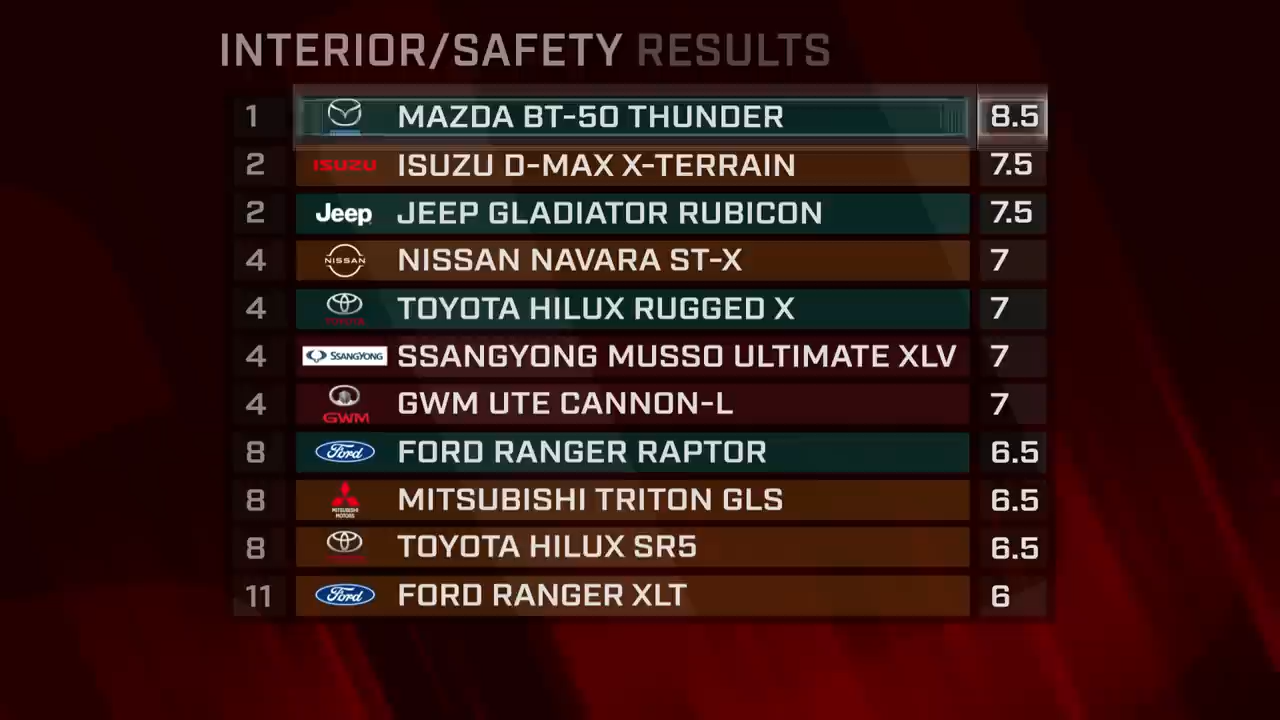 INTERIOR/SAFETY RESULTS
1 MAZDA BT-50 THUNDER 8.5
2 ISUZU ISUZU D-MAX X-TERRAIN 7.5
2 Jeep JEEP GLADIATOR RUBICON 7.5
4 NISSAN NISSAN NAVARA ST-X 7
4 TOYOTA TOYOTA HILUX RUGGED X 7
4 SSANGYONG SSANGYONG MUSSO ULTIMATE XLV 7
4 GWM GWM UTE CANNON-L 7
8 Ford FORD RANGER RAPTOR 6.5
8 MITSUBISHI MOTORS MITSUBISHI TRITON GLS 6.5
8 TOYOTA HILUX SR5 6.5
11 Ford FORD RANGER XLT 6